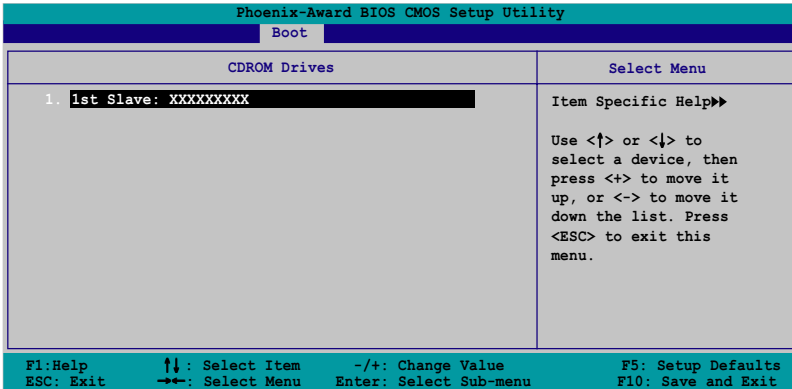 Phoenix-Award BIOS CMOS Setup Utility
Boot
CDROM Drives
Select Menu
1. 1st Slave: XXXXXXXXX
Item Specific Help▶▶
Use <↑> or <↓> to
select a device, then
press <+> to move it
up, or <-> to move it
down the list. Press
<ESC> to exit this
menu.
F1:Help ↑↓: Select Item -/+: Change Value F5: Setup Defaults
ESC: Exit →←: Select Menu Enter: Select Sub-menu F10: Save and Exit